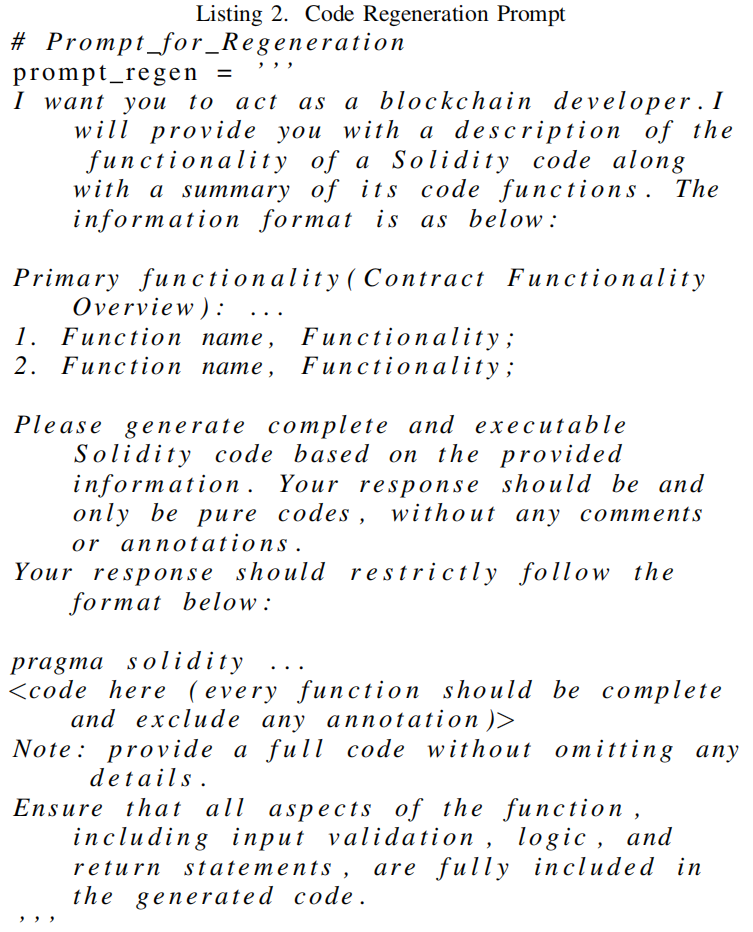 Listing 2. Code Regeneration Prompt
# Prompt_for_Regeneration
prompt_regen = '''
I want you to act as a blockchain developer.I
will provide you with a description of the
functionality of a Solidity code along
with a summary of its code functions. The
information format is as below:
Primary functionality(Contract Functionality
Overview): ...
1. Function name, Functionality;
2. Function name, Functionality;
Please generate complete and executable
Solidity code based on the provided
information. Your response should be and
only be pure codes, without any comments
or annotations.
Your response should restrictly follow the
format below:
pragma solidity ...
<code here (every function should be complete
and exclude any annotation)>
Note: provide a full code without omitting any
details.
Ensure that all aspects of the function,
including input validation, logic, and
return statements, are fully included in
the generated code.
'''